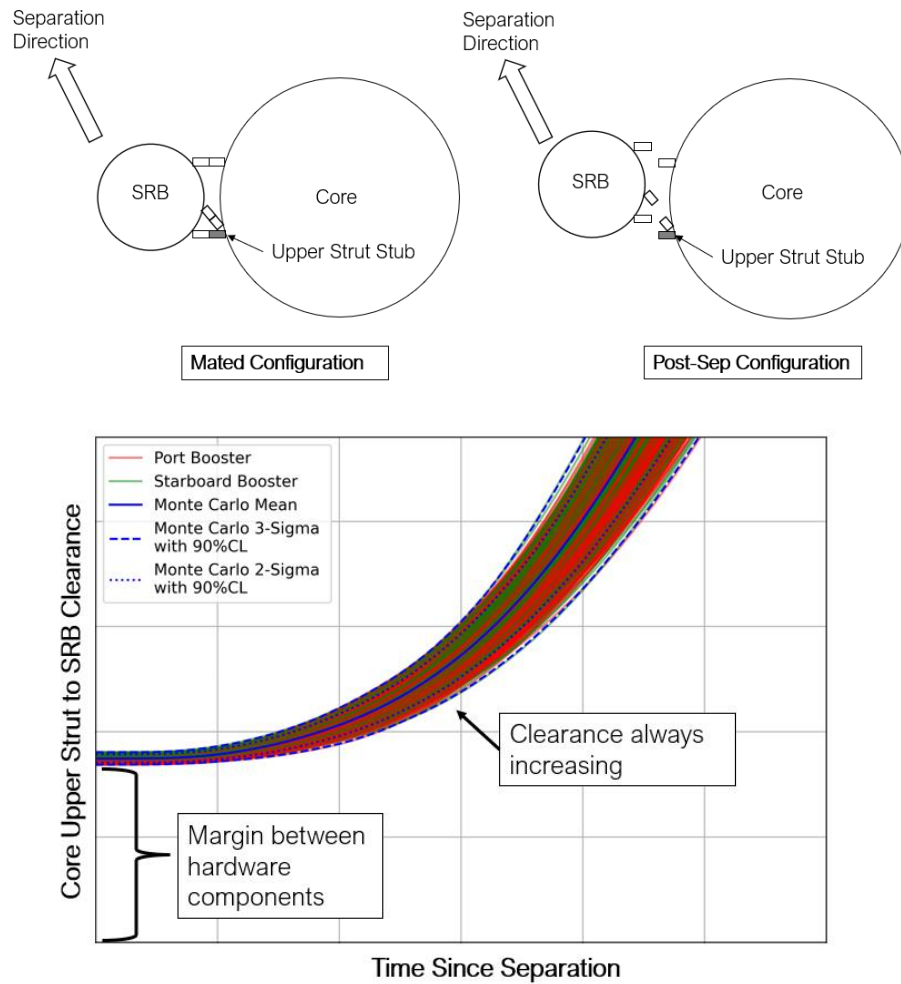 Separation
Direction
SRB
Core
Upper Strut Stub
Mated Configuration
Separation
Direction
SRB
Core
Upper Strut Stub
Post-Sep Configuration
Port Booster
Starboard Booster
Monte Carlo Mean
Monte Carlo 3-Sigma
with 90%CL
Monte Carlo 2-Sigma
with 90%CL
Core Upper Strut to SRB Clearance
Clearance always
increasing
Margin between
hardware
components
Time Since Separation